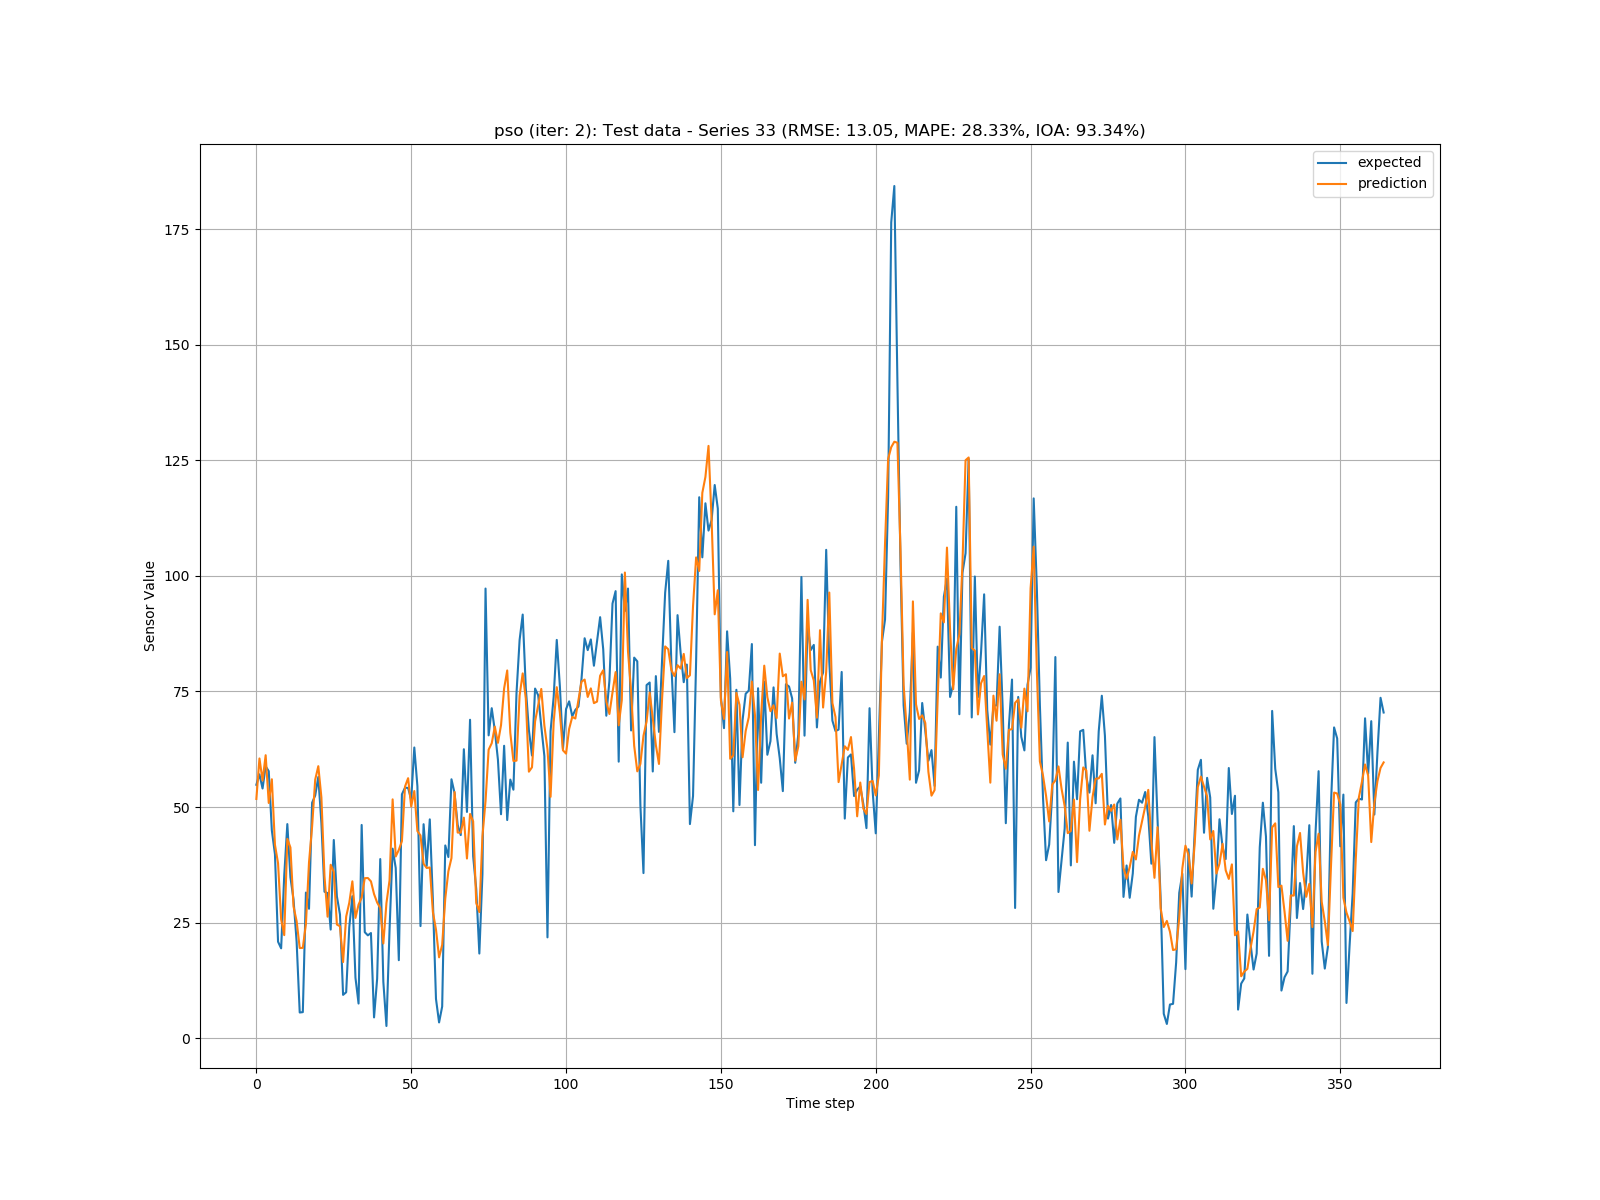 pso (iter: 2): Test data - Series 33 (RMSE: 13.05, MAPE: 28.33%, IOA: 93.34%)
expected
prediction
175
150
125
100
75
50
25
0
Sensor Value
0 50 100 150 200 250 300 350
Time step